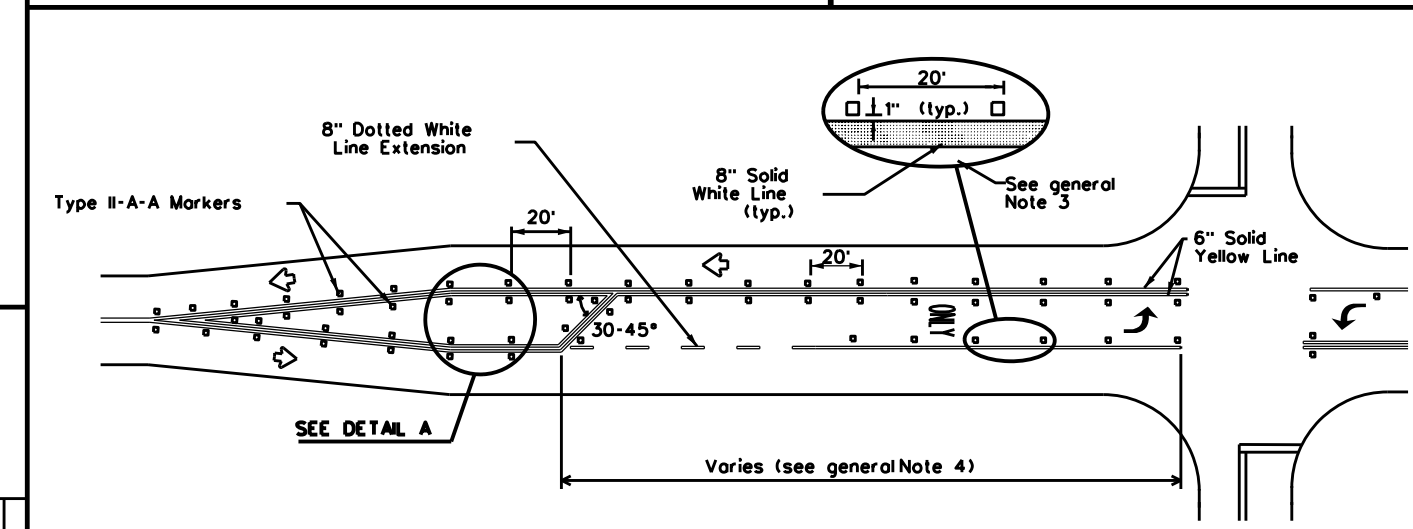 20'
1" (typ.)
8" Dotted White
Line Extension
8" Solid
White Line
(typ.)
See general
Note 3
Type II-A-A Markers
20'
6" Solid
Yellow Line
20'
ONLY
30-45°
SEE DETAIL A
Varies (see general Note 4)